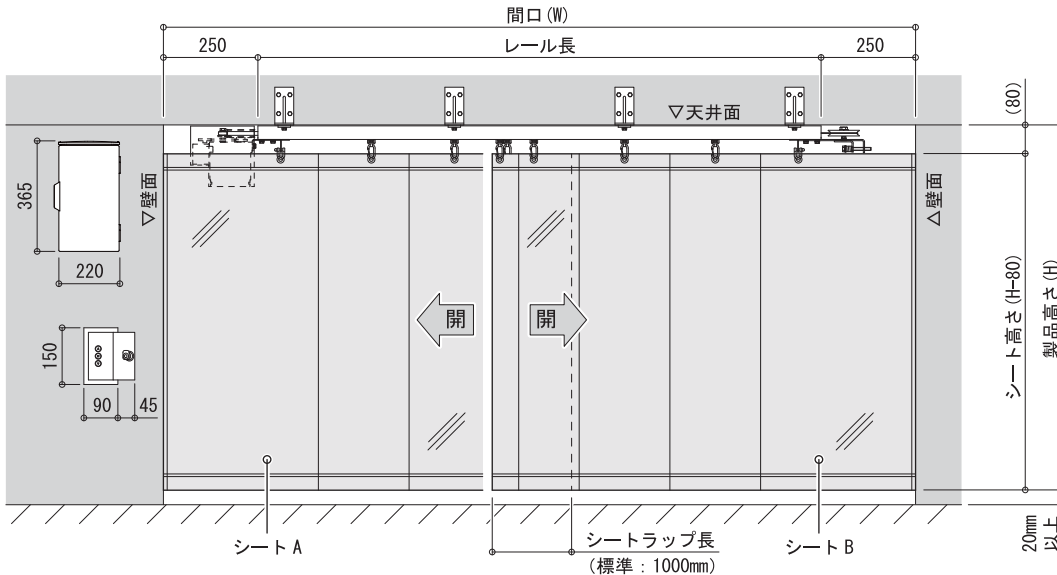 間口(W)
250
レール長
250
▽天井面
(80)
365
220
▽壁面
△壁面
開
開
シート高さ(H-80)
製品高さ(H)
150
90
45
シートA
シートラップ長
(標準：1000mm)
シートB
20mm
以上